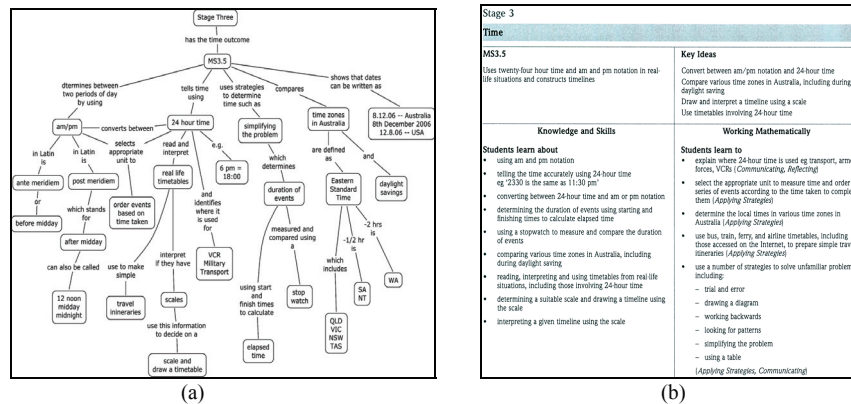 Stage Three
has the time outcome
MS3.5
dtermines between
two periods of day
by using
tells time
using
uses strategies
to determine
time such as
compares
shows that dates
can be written as
am/pm
converts between
24 hour time
simplifying
the problem
time zones
in Australia
8.12.06 -- Australia
8th December 2006
12.8.06 -- USA
in Latin
is
in Latin
is
selects
appropriate
unit to
read and
interpret
e.g.
6 pm =
18:00
which
determines
are defined
as
and
ante meridiem
post meridiem
order events
based on
time taken
real life
timetables
and
identifies
where it
is used
for
duration of
events
Eastern
Standard
Time
daylight
savings
or
before midday
which stands
for
after midday
can also be called
12 noon
midday
midnight
use to make
simple
travel
inineraries
interpret
if they have
scales
use this information
to decide on a
scale and
draw a timetable
VCR
Military
Transport
measured and
compared using
a
stop
watch
using start
and
finish times
to calculate
elapsed
time
which
includes
QLD
VIC
NSW
TAS
-1/2 hr
is
SA
NT
-2 hrs
is
WA
(a)
Stage 3
Time
MS3.5
Uses twenty-four hour time and am and pm notation in real-
life situations and constructs timelines
Key Ideas
Convert between am/pm notation and 24-hour time
Compare various time zones in Australia, including during
daylight saving
Draw and interpret a timeline using a scale
Use timetables involving 24-hour time
Knowledge and Skills
Students learn about
• using am and pm notation
• telling the time accurately using 24-hour time
eg '2330 is the same as 11:30 pm'
• converting between 24-hour time and am or pm notation
• determining the duration of events using starting and
finishing times to calculate elapsed time
• using a stopwatch to measure and compare the duration
of events
• comparing various time zones in Australia, including
during daylight saving
• reading, interpreting and using timetables from real-life
situations, including those involving 24-hour time
• determining a suitable scale and drawing a timeline using
the scale
• interpreting a given timeline using the scale
Working Mathematically
Students learn to
• explain where 24-hour time is used eg transport, arme
forces, VCRs (Communicating, Reflecting)
• select the appropriate unit to measure time and order
series of events according to the time taken to comple
them (Applying Strategies)
• determine the local times in various time zones in
Australia (Applying Strategies)
• use bus, train, ferry, and airline timetables, including
those accessed on the Internet, to prepare simple trav
itineraries (Applying Strategies)
• use a number of strategies to solve unfamiliar problem
including:
– trial and error
– drawing a diagram
– working backwards
– looking for patterns
– simplifying the problem
– using a table
(Applying Strategies, Communicating)
(b)